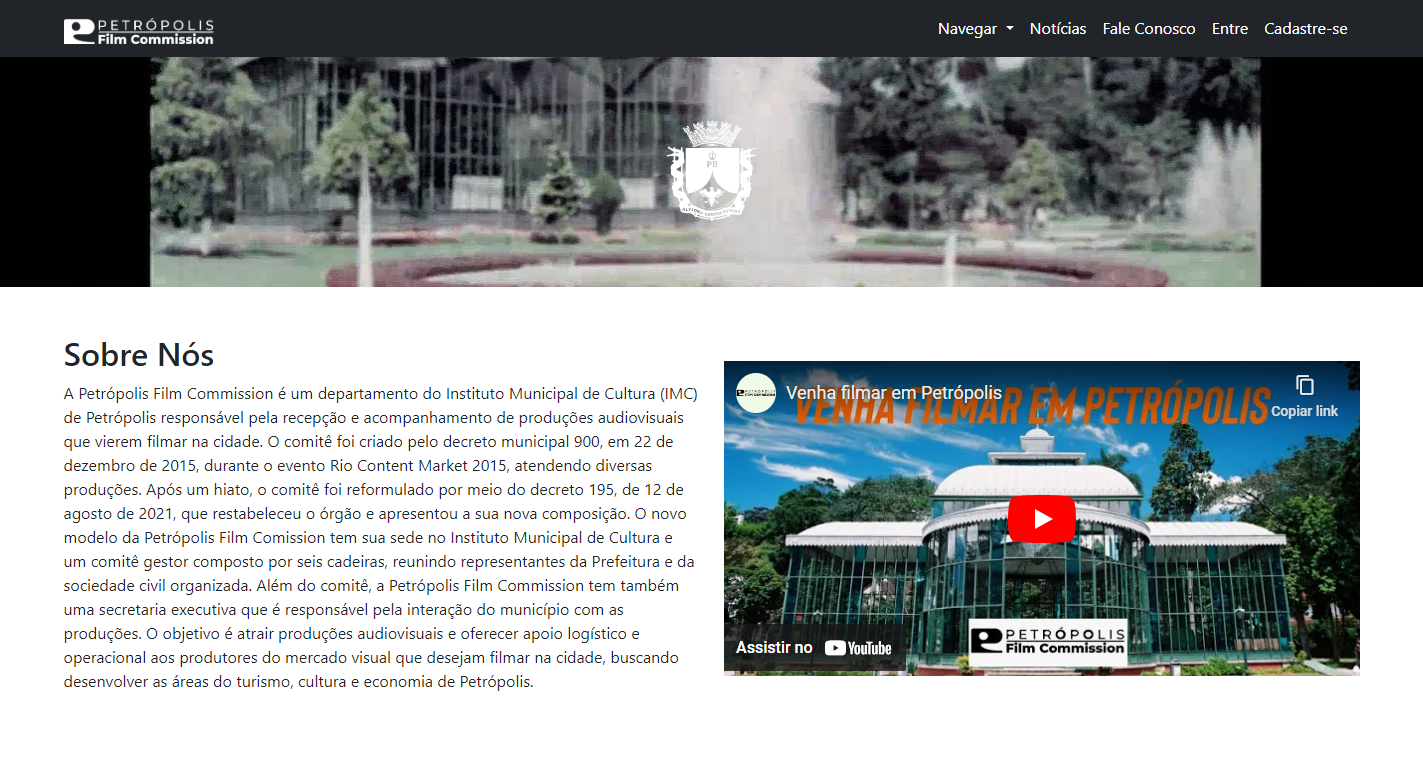 PETRÓPOLIS
Film Commission
Navegar
Notícias
Fale Conosco
Entre
Cadastre-se
PII
Sobre Nós
A Petrópolis Film Commission é um departamento do Instituto Municipal de Cultura (IMC)
de Petrópolis responsável pela recepção e acompanhamento de produções audiovisuais
que vierem filmar na cidade. O comitê foi criado pelo decreto municipal 900, em 22 de
dezembro de 2015, durante o evento Rio Content Market 2015, atendendo diversas
produções. Após um hiato, o comitê foi reformulado por meio do decreto 195, de 12 de
agosto de 2021, que restabeleceu o órgão e apresentou a sua nova composição. O novo
modelo da Petrópolis Film Comission tem sua sede no Instituto Municipal de Cultura e
um comitê gestor composto por seis cadeiras, reunindo representantes da Prefeitura e da
sociedade civil organizada. Além do comitê, a Petrópolis Film Commission tem também
uma secretaria executiva que é responsável pela interação do município com as
produções. O objetivo é atrair produções audiovisuais e oferecer apoio logístico e
operacional aos produtores do mercado visual que desejam filmar na cidade, buscando
desenvolver as áreas do turismo, cultura e economia de Petrópolis.
Venha filmar em Petrópolis
VENHA FILMAR EM PETRÓPOLIS
Copiar link
Assistir no YouTube
PETRÓPOLIS
Film Commission